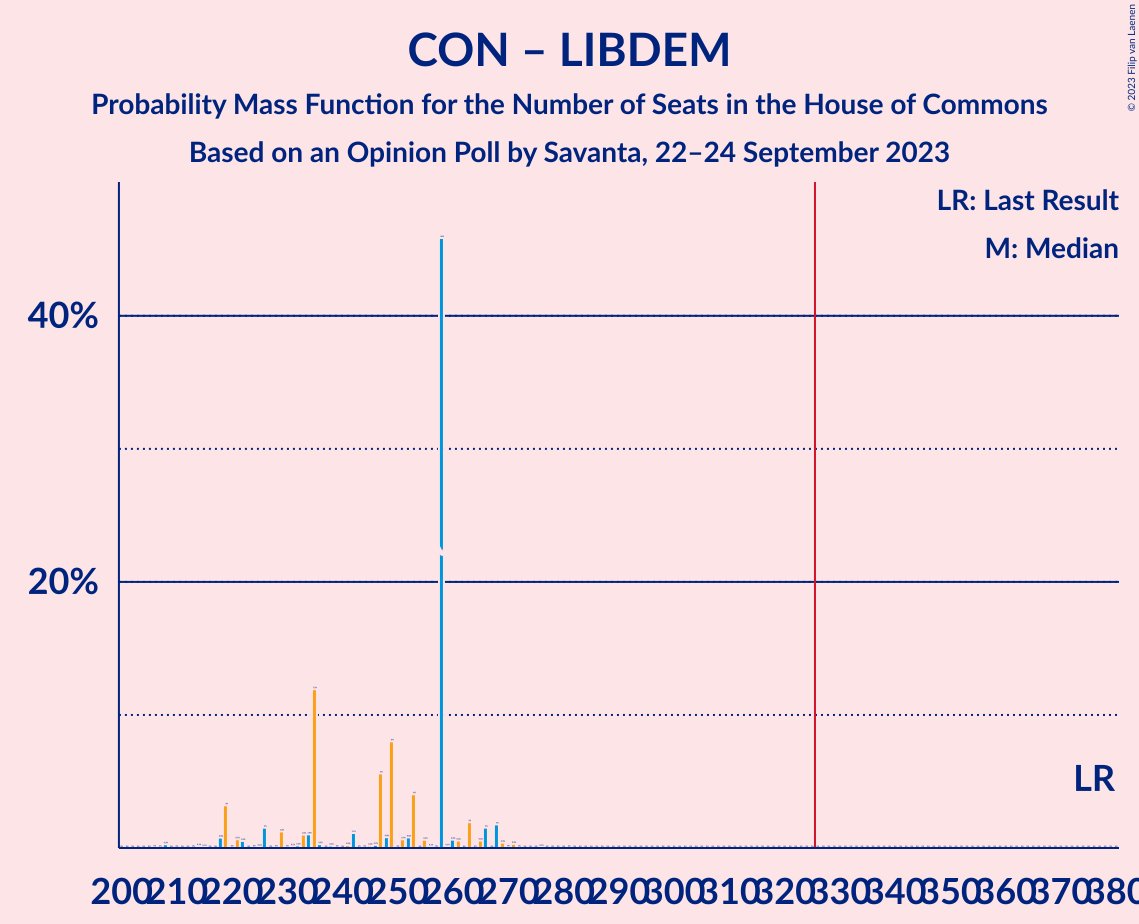 CON – LIBDEM
Probability Mass Function for the Number of Seats in the House of Commons
Based on an Opinion Poll by Savanta, 22–24 September 2023
© 2023 Filip van Laenen
LR: Last Result
M: Median
40%
20%
LR
200 210 220 230 240 250 260 270 280 290 300 310 320 330 340 350 360 370 380